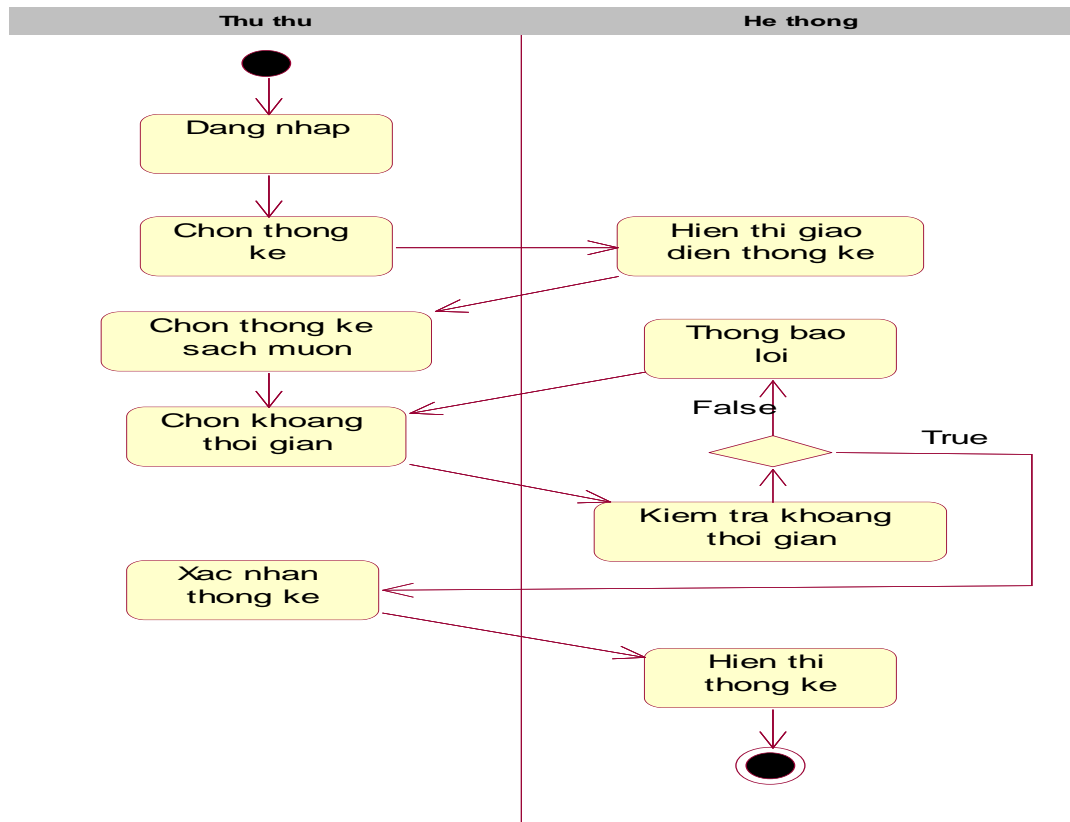 Thu thu
He thong
Dang nhap
Chon thong
ke
Hien thi giao
dien thong ke
Chon thong ke
sach muon
Thong bao
loi
Chon khoang
thoi gian
False
True
Kiem tra khoang
thoi gian
Xac nhan
thong ke
Hien thi
thong ke